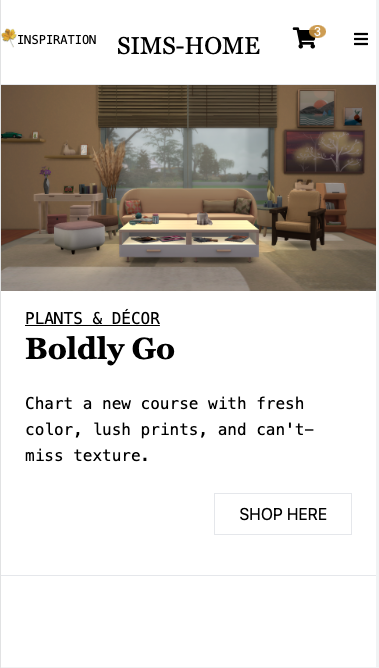 INSPIRATION
SIMS-HOME
3
PLANTS & DÉCOR
Boldly Go
Chart a new course with fresh
color, lush prints, and can't-
miss texture.
SHOP HERE